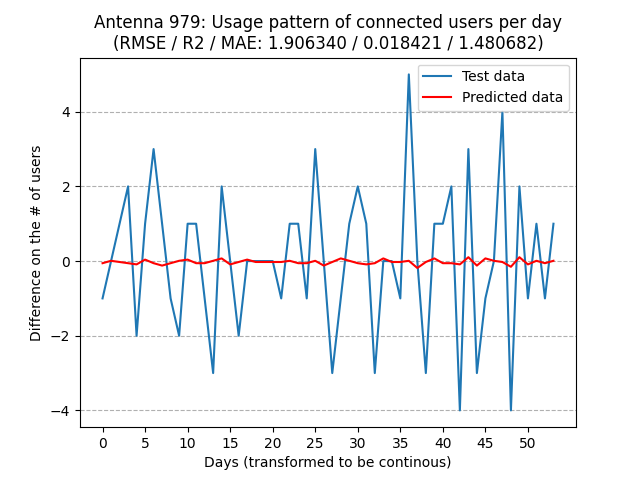 Antenna 979: Usage pattern of connected users per day
(RMSE / R2 / MAE: 1.906340 / 0.018421 / 1.480682)
Test data
Predicted data
Difference on the # of users
4
2
0
−2
−4
0 5 10 15 20 25 30 35 40 45 50
Days (transformed to be continous)